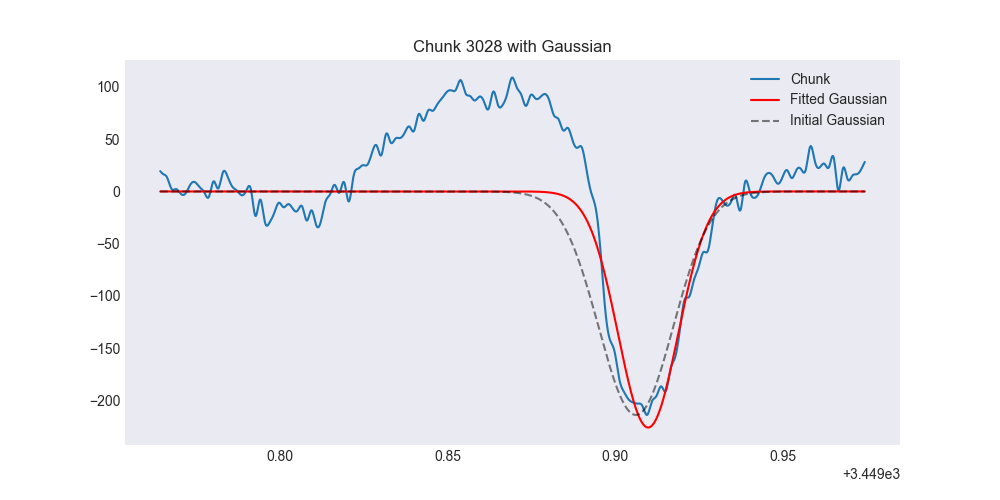 Chunk 3028 with Gaussian
Chunk
Fitted Gaussian
Initial Gaussian
100
50
0
−50
−100
−150
−200
0.80 0.85 0.90 0.95
+3.449e3